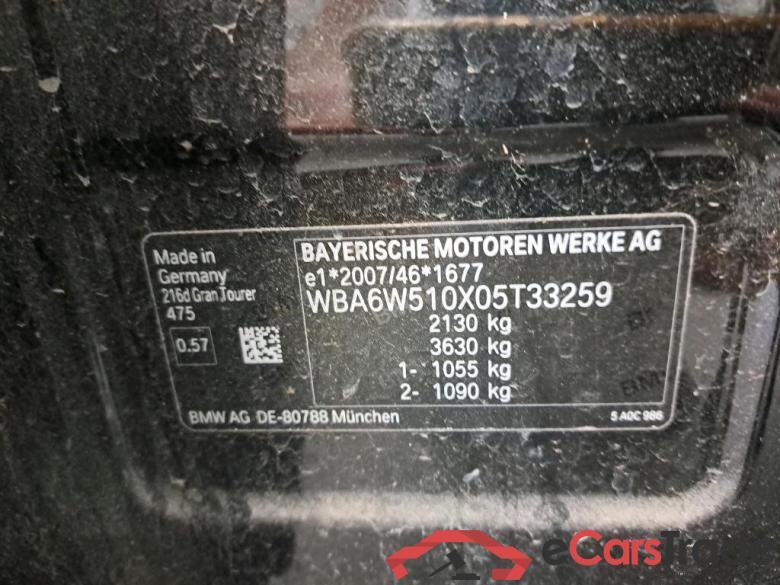 Made in
Germany
216d Gran Tourer
475
0.57
BAYERISCHE MOTOREN WERKE AG
e1*2007/46*1677
WBA6W510X05T33259
2130 kg
3630 kg
1- 1055 kg
2- 1090 kg
BMW AG DE-80788 München
5 A0C 986